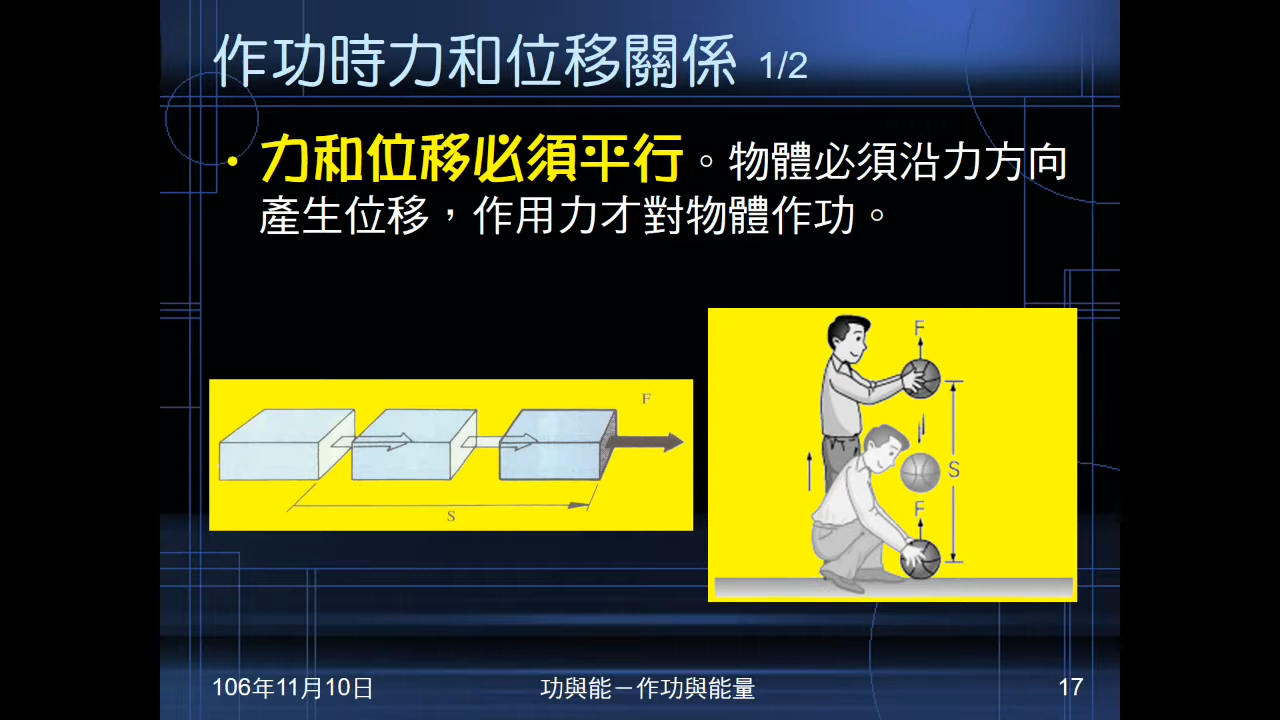 作功時力和位移關係 1/2
• 力和位移必須平行。物體必須沿力方向
產生位移，作用力才對物體作功。
F
S
F
S
F
106年11月10日
功與能－作功與能量
17